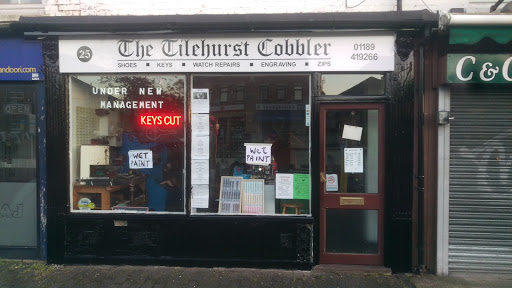 andoori.com
25
The Tilehurst Cobbler
SHOES ■ KEYS ■ WATCH REPAIRS ■ ENGRAVING ■ ZIPS
01189
419266
C & C
UNDER NEW
MANAGEMENT
KEYS CUT
WET
PAINT
WET
PAINT